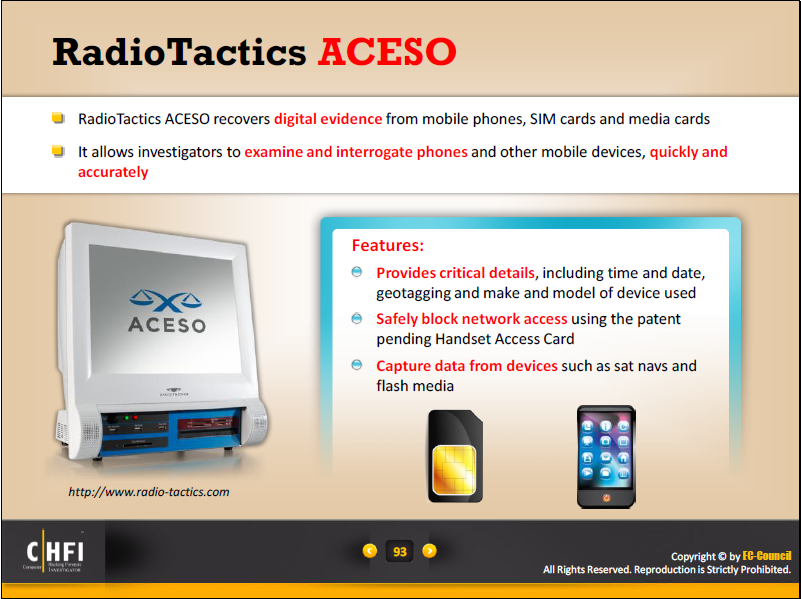 RadioTactics ACESO
RadioTactics ACESO recovers digital evidence from mobile phones, SIM cards and media cards
It allows investigators to examine and interrogate phones and other mobile devices, quickly and
accurately
ACESO
Features:
Provides critical details, including time and date,
geotagging and make and model of device used
Safely block network access using the patent
pending Handset Access Card
Capture data from devices such as sat navs and
flash media
http://www.radio-tactics.com
CHFI
Computer Hacking Forensic
INVESTIGATOR
93
Copyright © by EC-Council
All Rights Reserved. Reproduction is Strictly Prohibited.